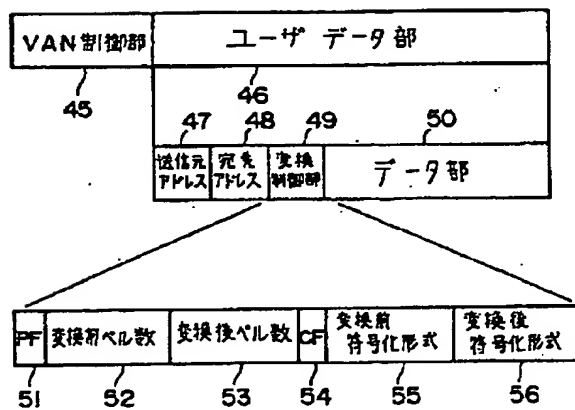 VAN制御部 ユーザ データ部
45 46
47 48 49 50
送信元 宛先 変換
アドレス アドレス 制御部 データ部
PF 変換前ペル数 変換後ペル数 CF 変換前 変換後
符号化形式 符号化形式
51 52 53 54 55 56